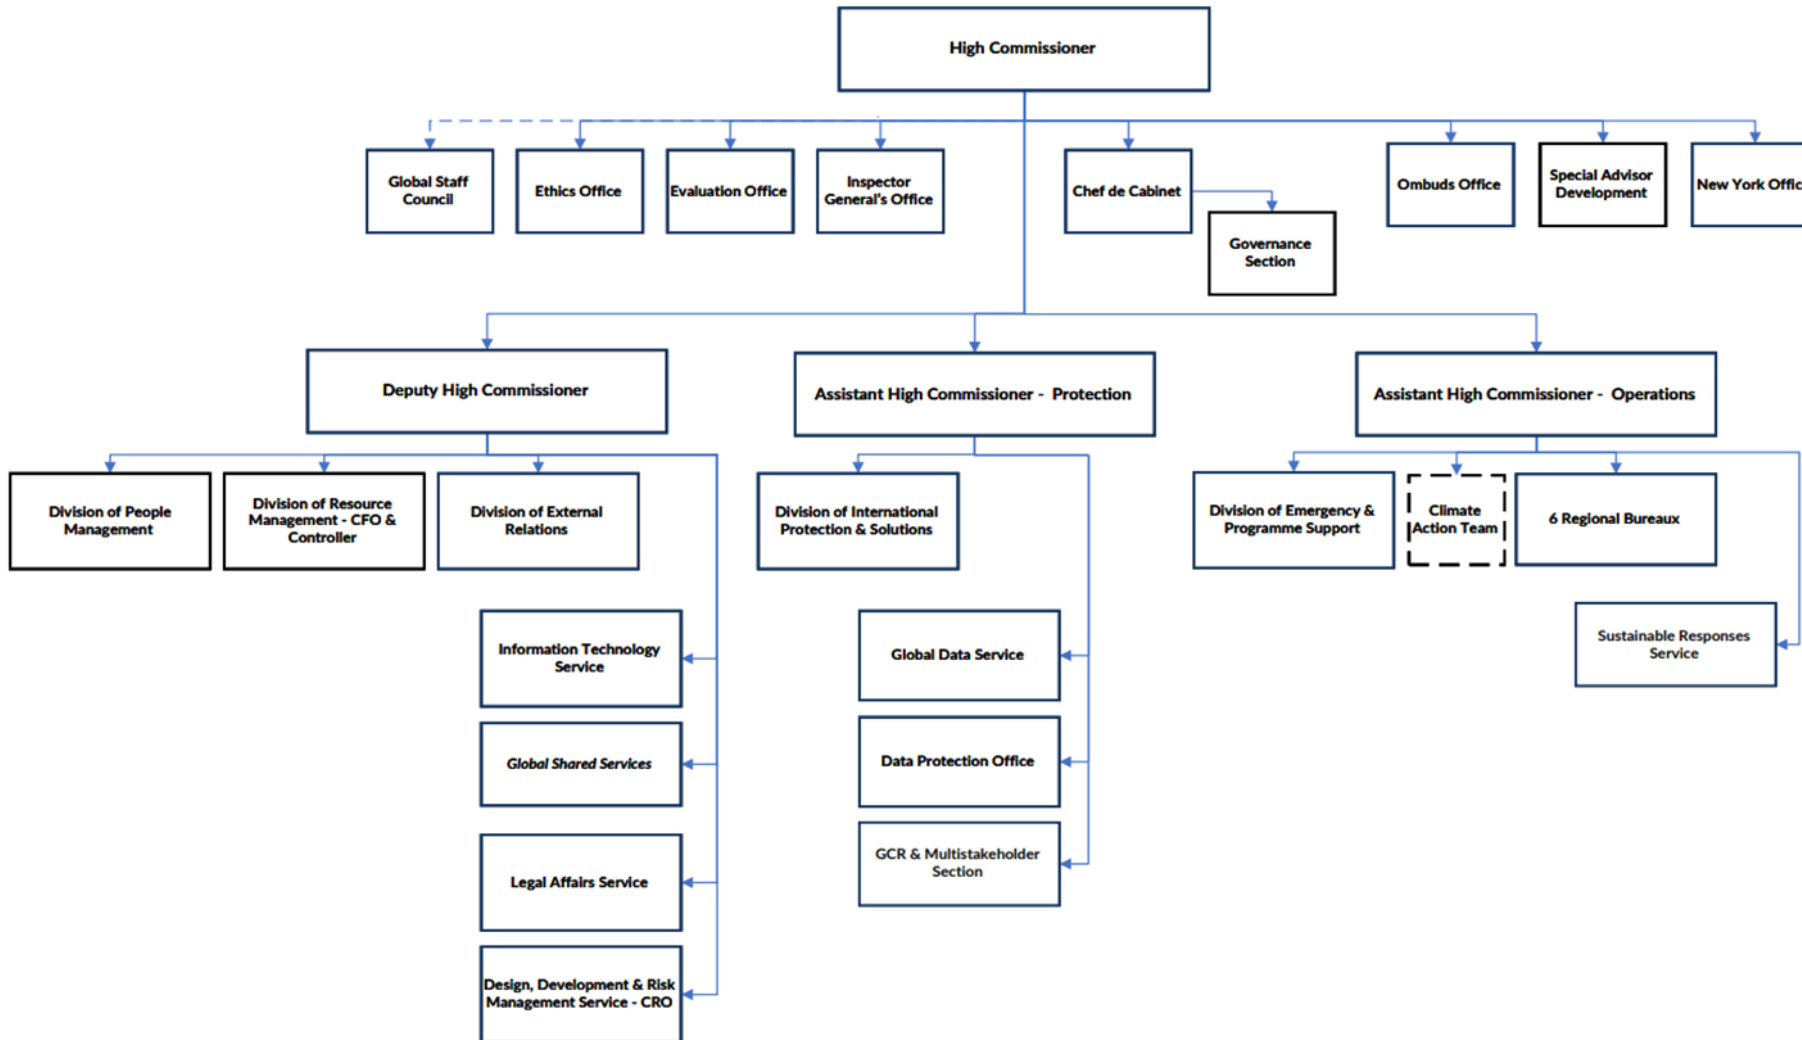 High Commissioner
Global Staff
Council
Ethics Office
Evaluation Office
Inspector
General's Office
Chef de Cabinet
Ombuds Office
Special Advisor
Development
New York Offic
Governance
Section
Deputy High Commissioner
Assistant High Commissioner - Protection
Assistant High Commissioner - Operations
Division of People
Management
Division of Resource
Management - CFO &
Controller
Division of External
Relations
Division of International
Protection & Solutions
Division of Emergency &
Programme Support
Climate
Action Team
6 Regional Bureaux
Information Technology
Service
Global Data Service
Sustainable Responses
Service
Global Shared Services
Data Protection Office
Legal Affairs Service
GCR & Multistakeholder
Section
Design, Development & Risk
Management Service - CRO